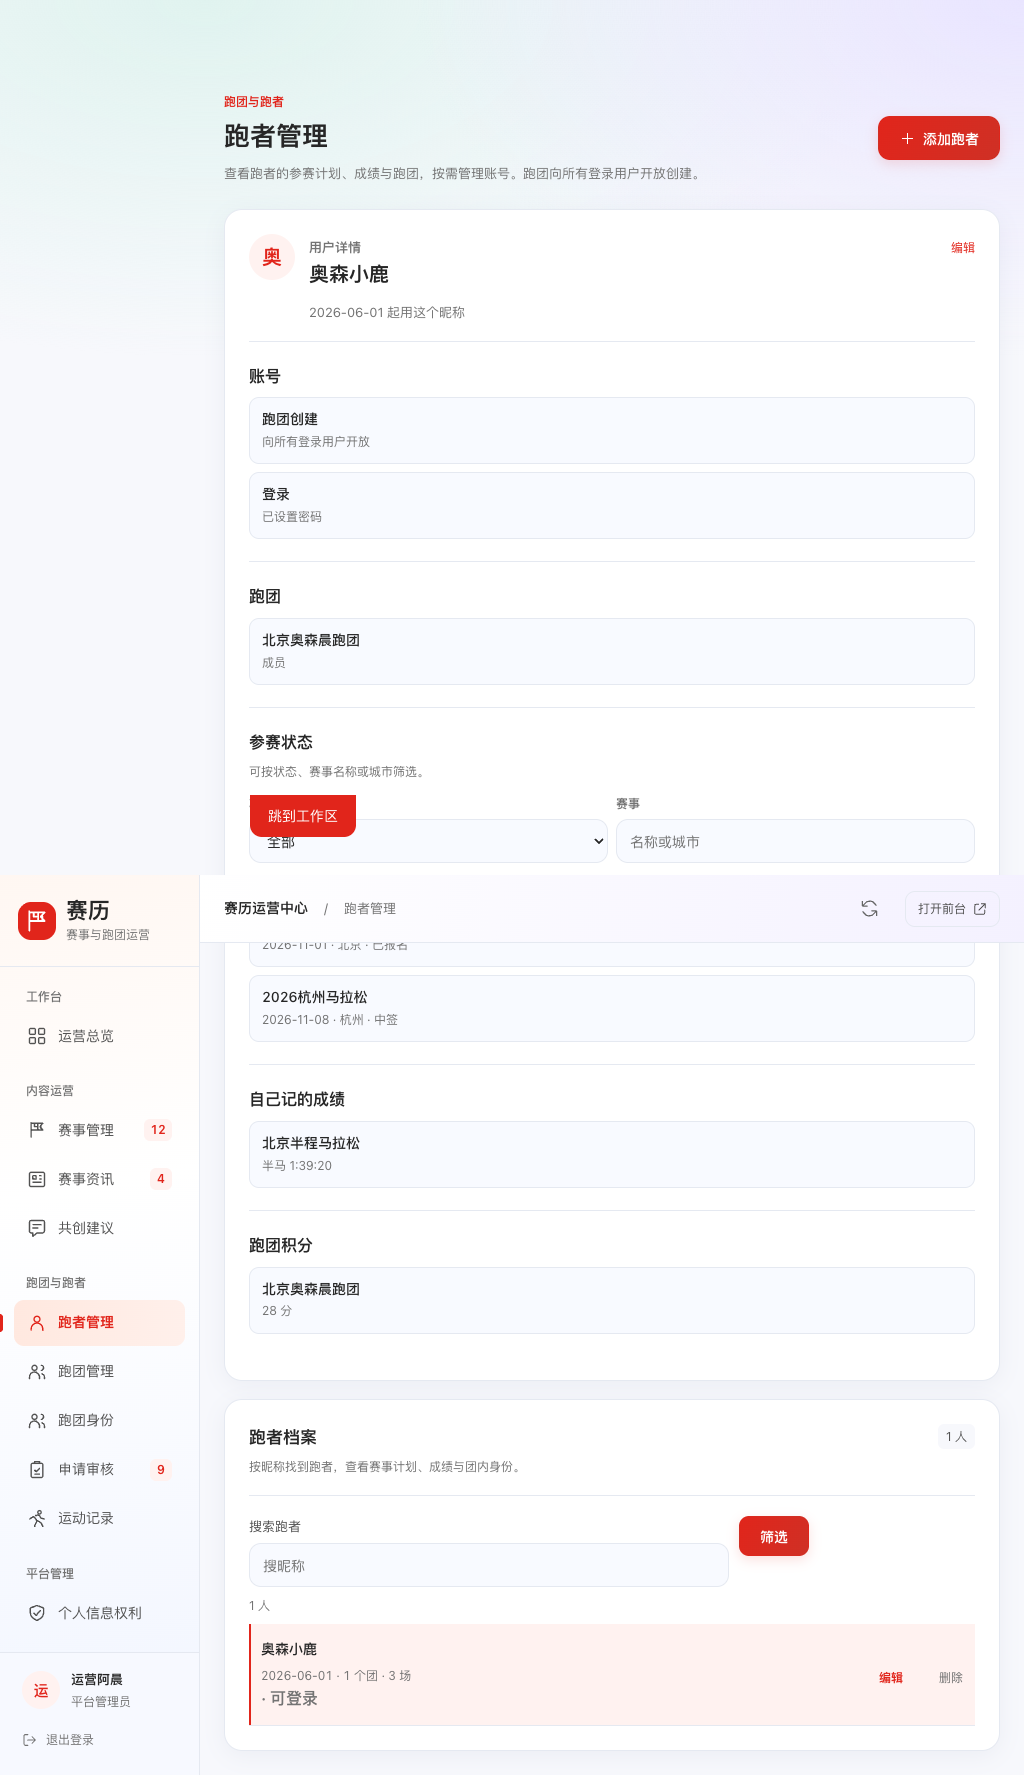 跑团与跑者
跑者管理
查看跑者的参赛计划、成绩与跑团，按需管理账号。跑团向所有登录用户开放创建。
添加跑者
奥
用户详情
奥森小鹿
2026-06-01 起用这个昵称
编辑
账号
跑团创建
向所有登录用户开放
登录
已设置密码
跑团
北京奥森晨跑团
成员
参赛状态
可按状态、赛事名称或城市筛选。
跳到工作区
全部
赛事
名称或城市
赛历
赛事与跑团运营
赛历运营中心 / 跑者管理
打开前台
2026-11-01 · 北京 · 已报名
2026杭州马拉松
2026-11-08 · 杭州 · 中签
自己记的成绩
北京半程马拉松
半马 1:39:20
跑团积分
北京奥森晨跑团
28 分
工作台
运营总览
内容运营
赛事管理 12
赛事资讯 4
共创建议
跑团与跑者
跑者管理
跑团管理
跑团身份
申请审核 9
运动记录
平台管理
个人信息权利
运
运营阿晨
平台管理员
退出登录
跑者档案
1 人
按昵称找到跑者，查看赛事计划、成绩与团内身份。
搜索跑者
搜昵称
筛选
1 人
奥森小鹿
2026-06-01 · 1 个团 · 3 场
· 可登录
编辑
删除